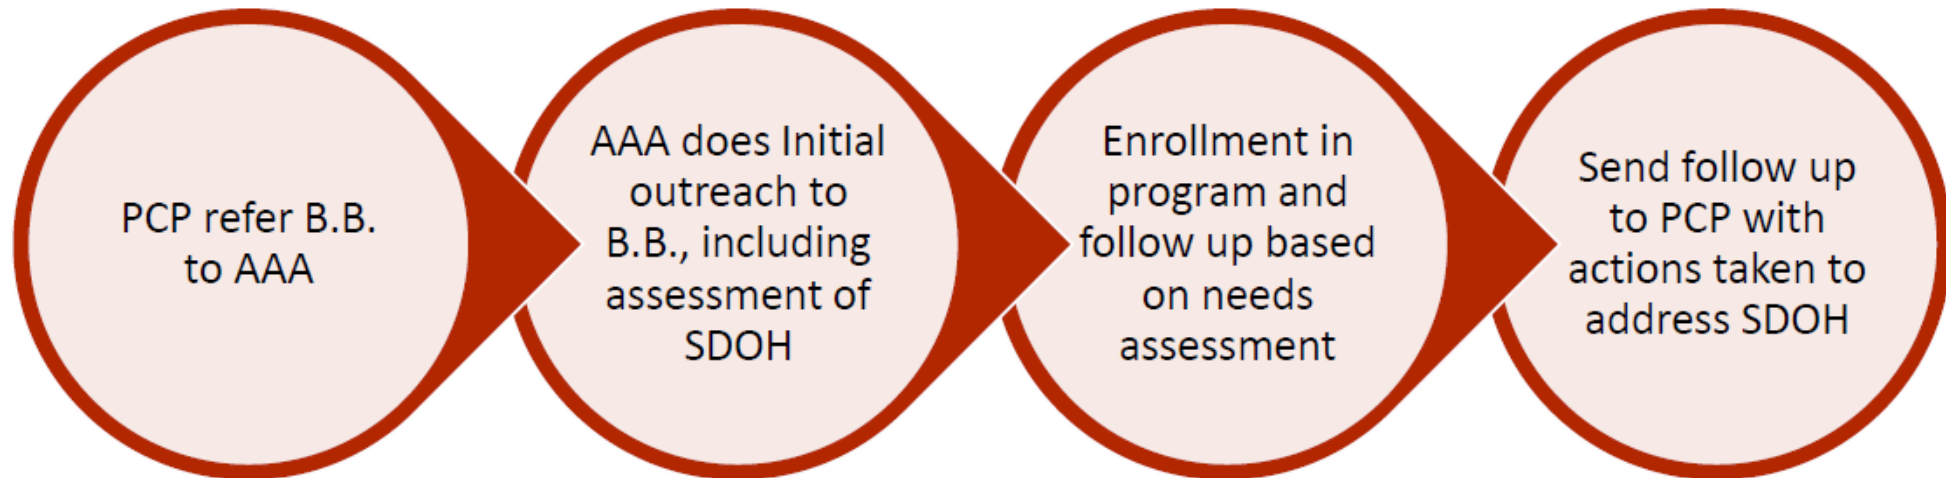 PCP refer B.B.
to AAA
AAA does Initial
outreach to
B.B., including
assessment of
SDOH
Enrollment in
program and
follow up based
on needs
assessment
Send follow up
to PCP with
actions taken to
address SDOH